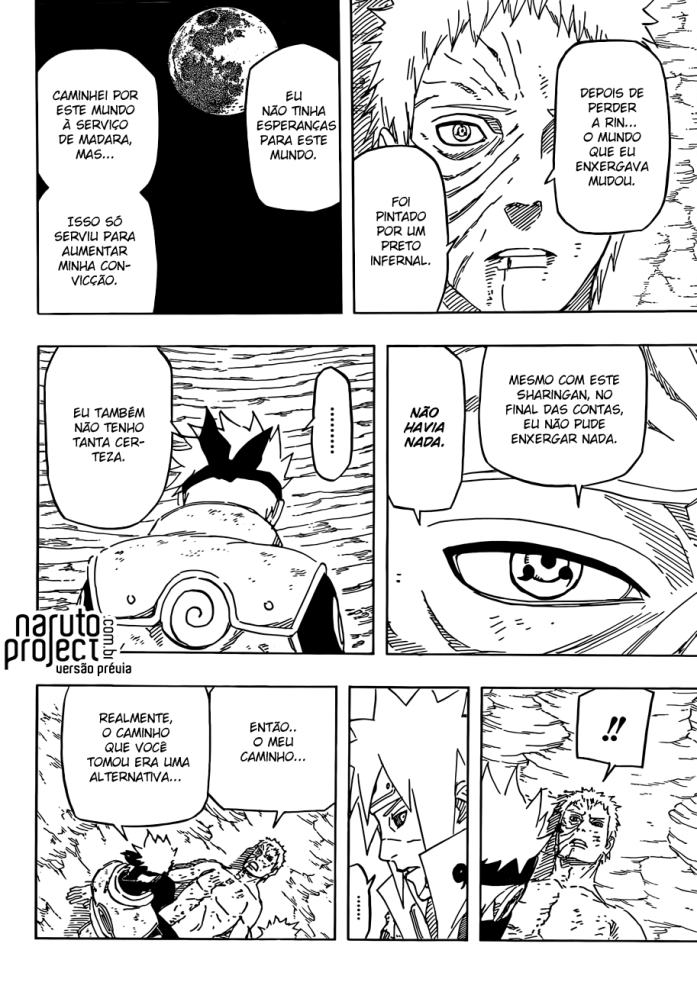 DEPOIS DE
PERDER
A RIN...
O MUNDO
QUE EU
ENXERGAVA
MUDOU.
FOI
PINTADO
POR UM
PRETO
INFERNAL.
EU
NÃO TINHA
ESPERANÇAS
PARA ESTE
MUNDO.
CAMINHEI POR
ESTE MUNDO
À SERVIÇO
DE MADARA,
MAS...
ISSO SÓ
SERVIU PARA
AUMENTAR
MINHA CON-
VICÇÃO.
MESMO COM ESTE
SHARINGAN, NO
FINAL DAS CONTAS,
EU NÃO PUDE
ENXERGAR NADA.
NÃO
HAVIA
NADA.
.........
EU TAMBÉM
NÃO TENHO
TANTA CER-
TEZA.
naruto
project
.com.br
versão prévia
!!
......
ENTÃO..
O MEU
CAMINHO...
REALMENTE,
O CAMINHO
QUE VOCÊ
TOMOU ERA UMA
ALTERNATIVA...